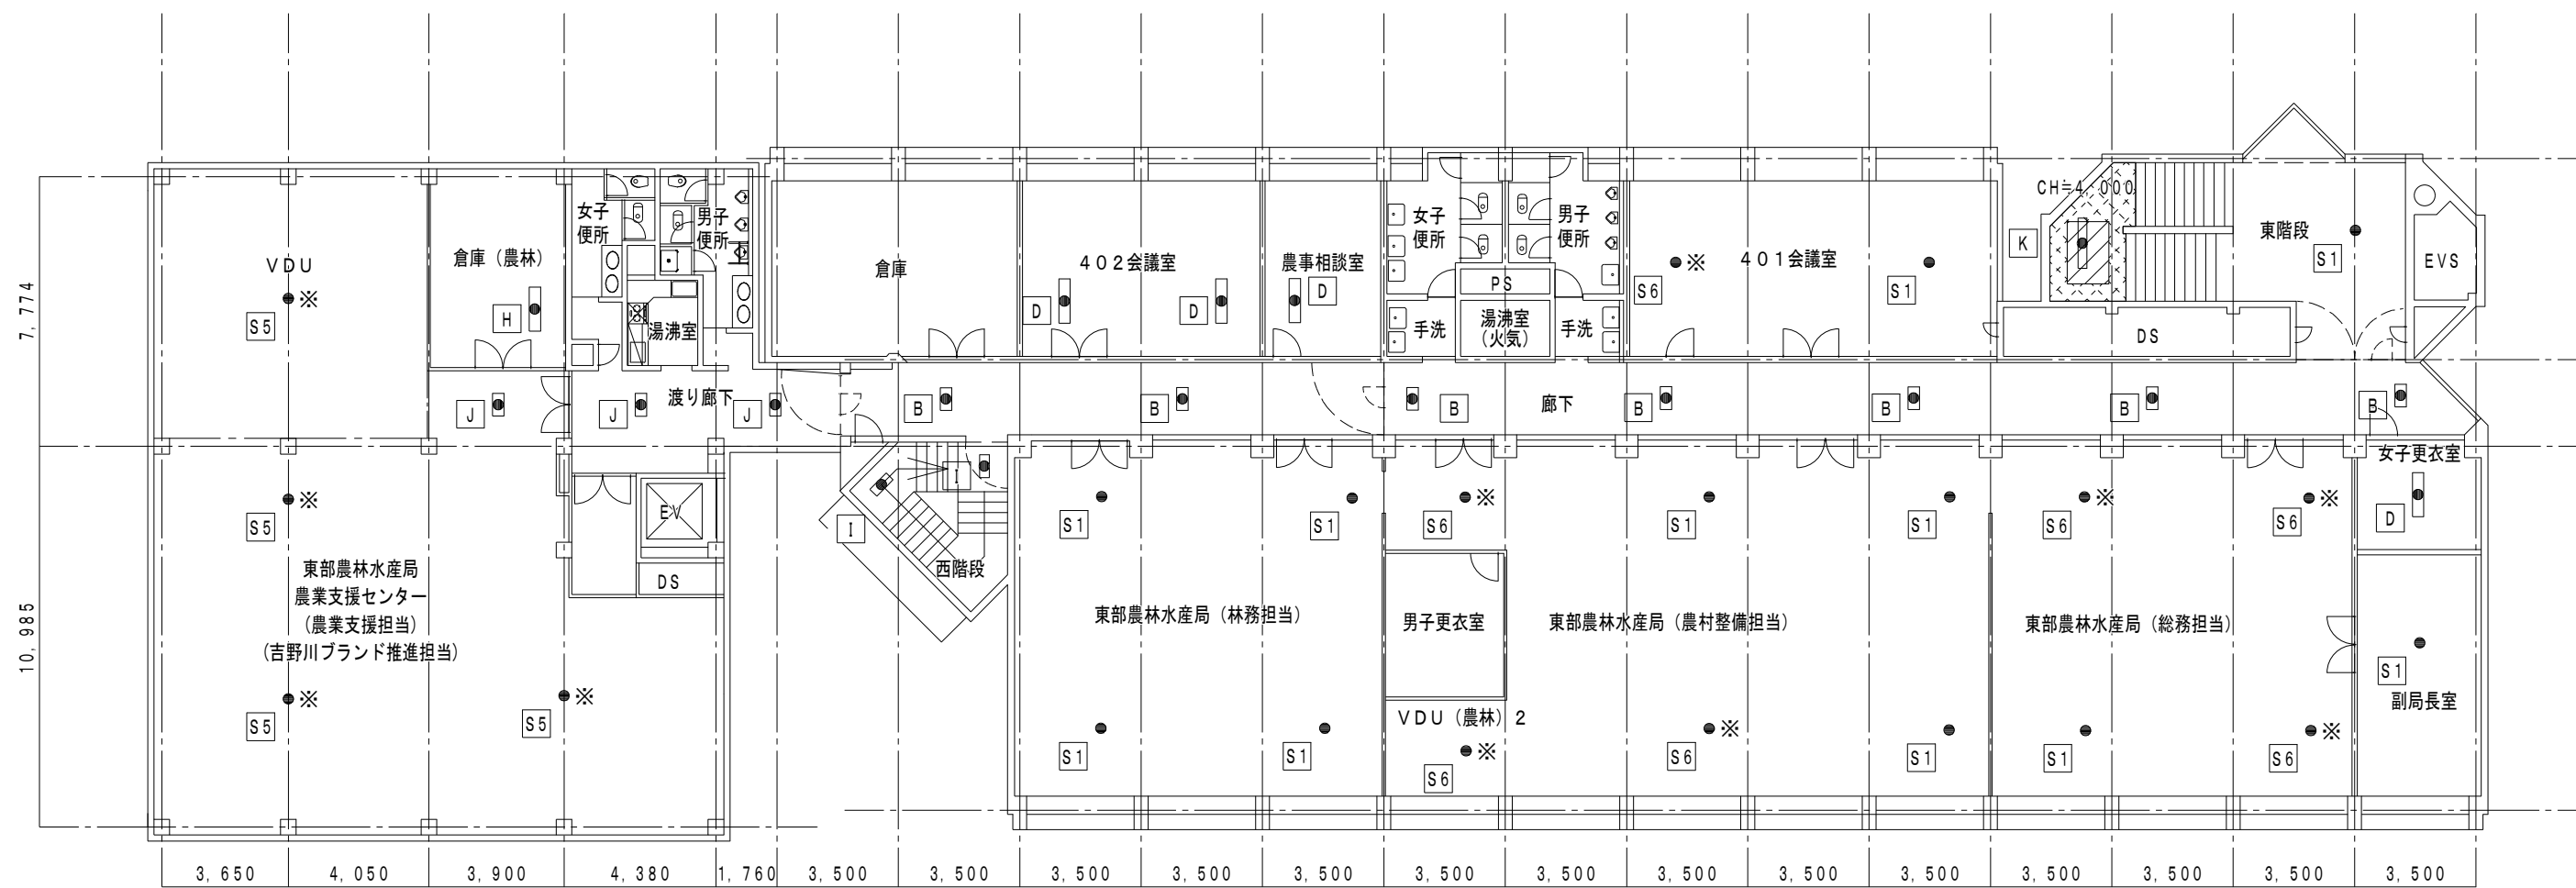 CH≒4,000
女子
便所
男子
便所
倉庫（農林）
VDU
※
S5
H
湯沸室
倉庫
402会議室
D
D
農事相談室
D
女子
便所
男子
便所
PS
手洗
湯沸室
（火気）
手洗
※
S6
401会議室
S1
K
東階段
S1
EVS
DS
J
J
渡り廊下
J
B
B
B
廊下
B
B
B
B
7,774
10,985
※
S5
EV
DS
東部農林水産局
農業支援センター
（農業支援担当）
（吉野川ブランド推進担当）
※
S5
※
S5
I
I
西階段
S1
S1
東部農林水産局（林務担当）
S1
S1
※
S6
男子更衣室
VDU（農林）2
※
S6
S1
S1
東部農林水産局（農村整備担当）
※
S6
S1
※
S6
※
S6
東部農林水産局（総務担当）
S1
※
S6
女子更衣室
D
S1
副局長室
3,650
4,050
3,900
4,380
1,760
3,500
3,500
3,500
3,500
3,500
3,500
3,500
3,500
3,500
3,500
3,500
3,500
3,500
3,500